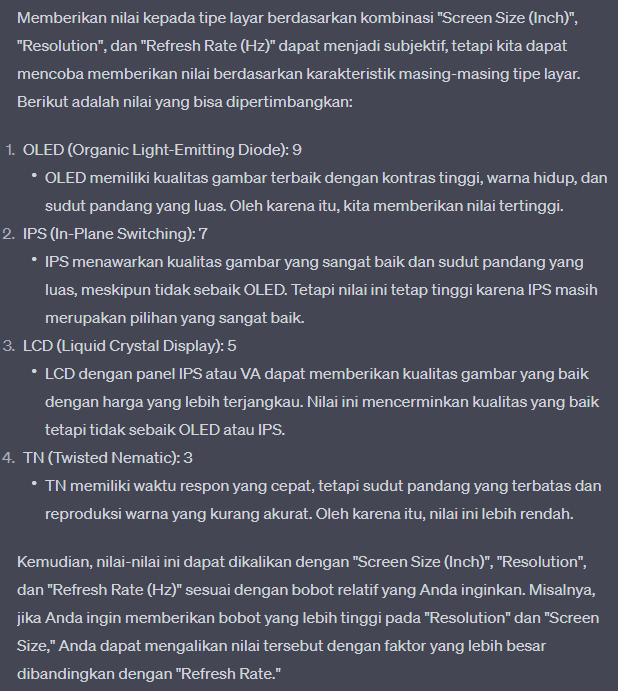 Memberikan nilai kepada tipe layar berdasarkan kombinasi "Screen Size (Inch)",
"Resolution", dan "Refresh Rate (Hz)" dapat menjadi subjektif, tetapi kita dapat
mencoba memberikan nilai berdasarkan karakteristik masing-masing tipe layar.
Berikut adalah nilai yang bisa dipertimbangkan:
1. OLED (Organic Light-Emitting Diode): 9
• OLED memiliki kualitas gambar terbaik dengan kontras tinggi, warna hidup, dan
sudut pandang yang luas. Oleh karena itu, kita memberikan nilai tertinggi.
2. IPS (In-Plane Switching): 7
• IPS menawarkan kualitas gambar yang sangat baik dan sudut pandang yang
luas, meskipun tidak sebaik OLED. Tetapi nilai ini tetap tinggi karena IPS masih
merupakan pilihan yang sangat baik.
3. LCD (Liquid Crystal Display): 5
• LCD dengan panel IPS atau VA dapat memberikan kualitas gambar yang baik
dengan harga yang lebih terjangkau. Nilai ini mencerminkan kualitas yang baik
tetapi tidak sebaik OLED atau IPS.
4. TN (Twisted Nematic): 3
• TN memiliki waktu respon yang cepat, tetapi sudut pandang yang terbatas dan
reproduksi warna yang kurang akurat. Oleh karena itu, nilai ini lebih rendah.
Kemudian, nilai-nilai ini dapat dikalikan dengan "Screen Size (Inch)", "Resolution",
dan "Refresh Rate (Hz)" sesuai dengan bobot relatif yang Anda inginkan. Misalnya,
jika Anda ingin memberikan bobot yang lebih tinggi pada "Resolution" dan "Screen
Size," Anda dapat mengalikan nilai tersebut dengan faktor yang lebih besar
dibandingkan dengan "Refresh Rate."